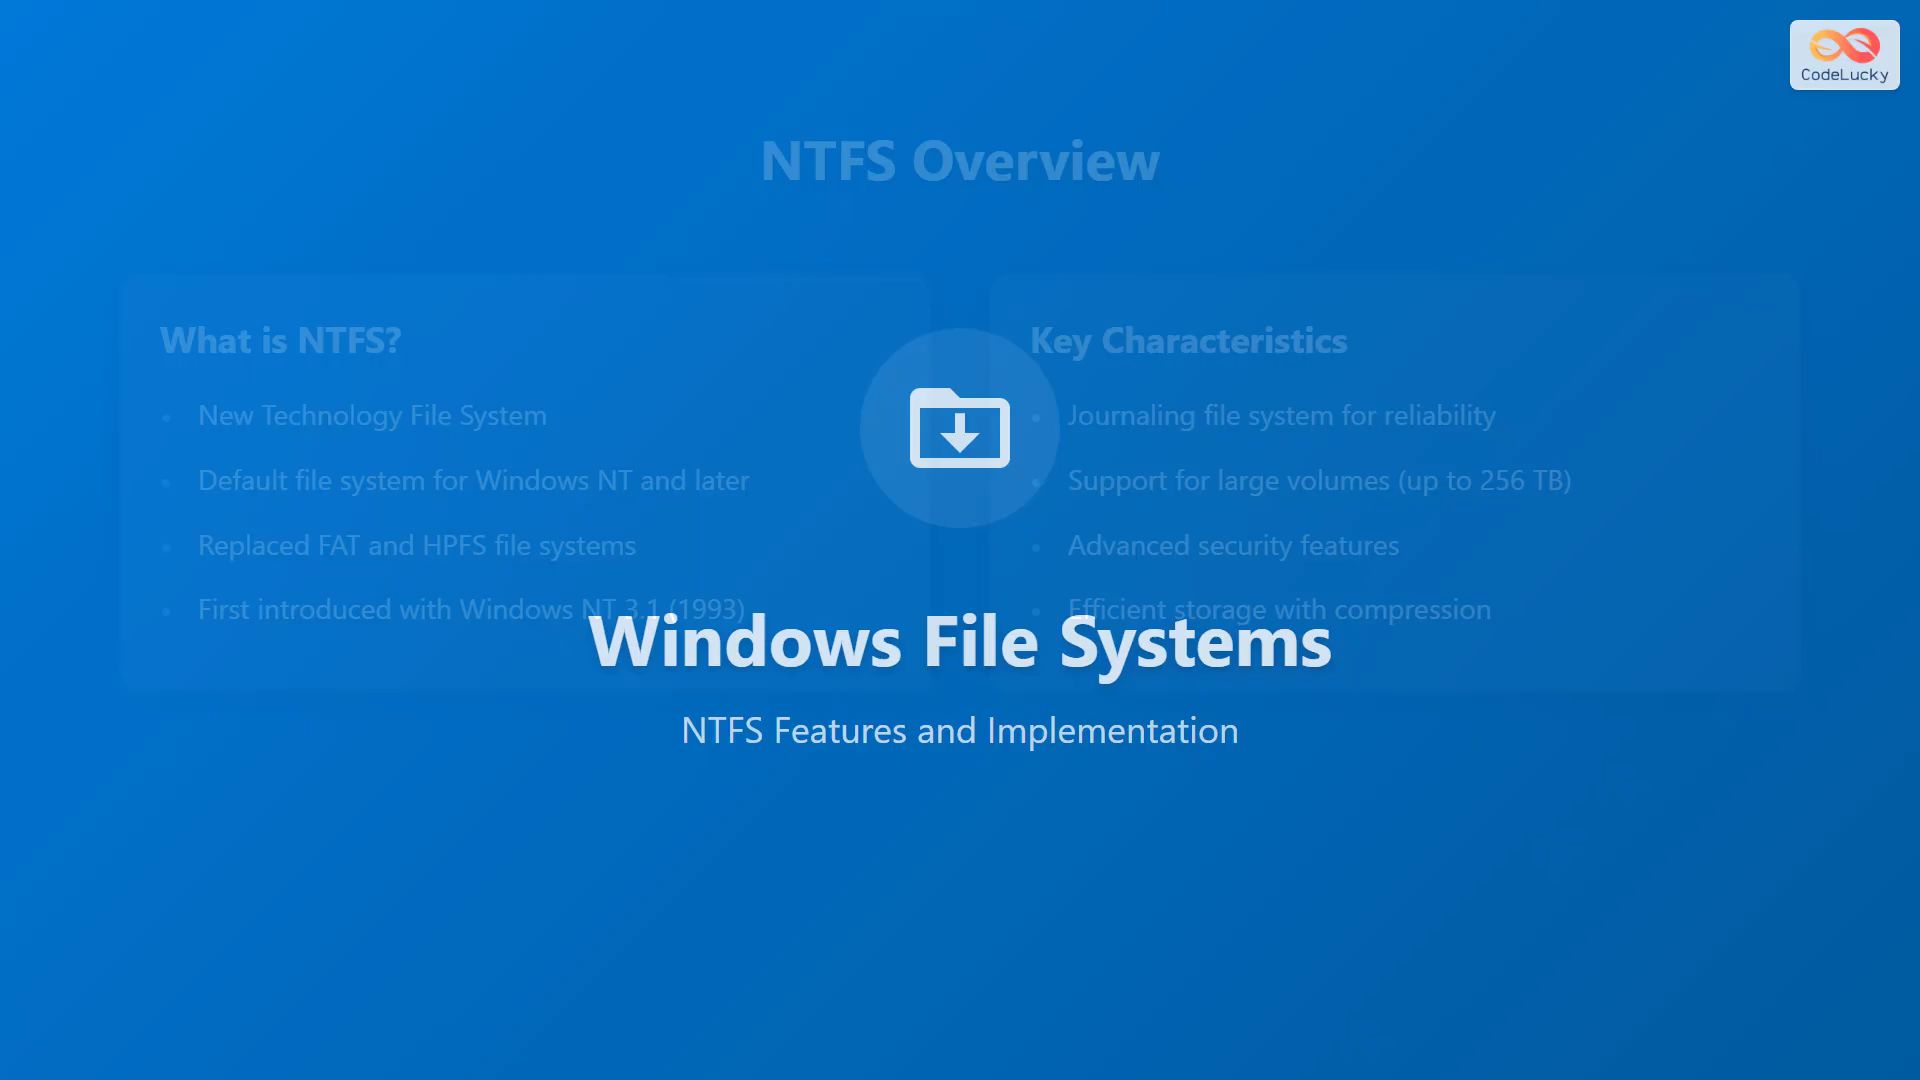 CodeLucky
NTFS Overview
What is NTFS?
New Technology File System
Default file system for Windows NT and later
Replaced FAT and HPFS file systems
First introduced with Windows NT 3.1 (1993)
Key Characteristics
Journaling file system for reliability
Support for large volumes (up to 256 TB)
Advanced security features
Efficient storage with compression
Windows File Systems
NTFS Features and Implementation